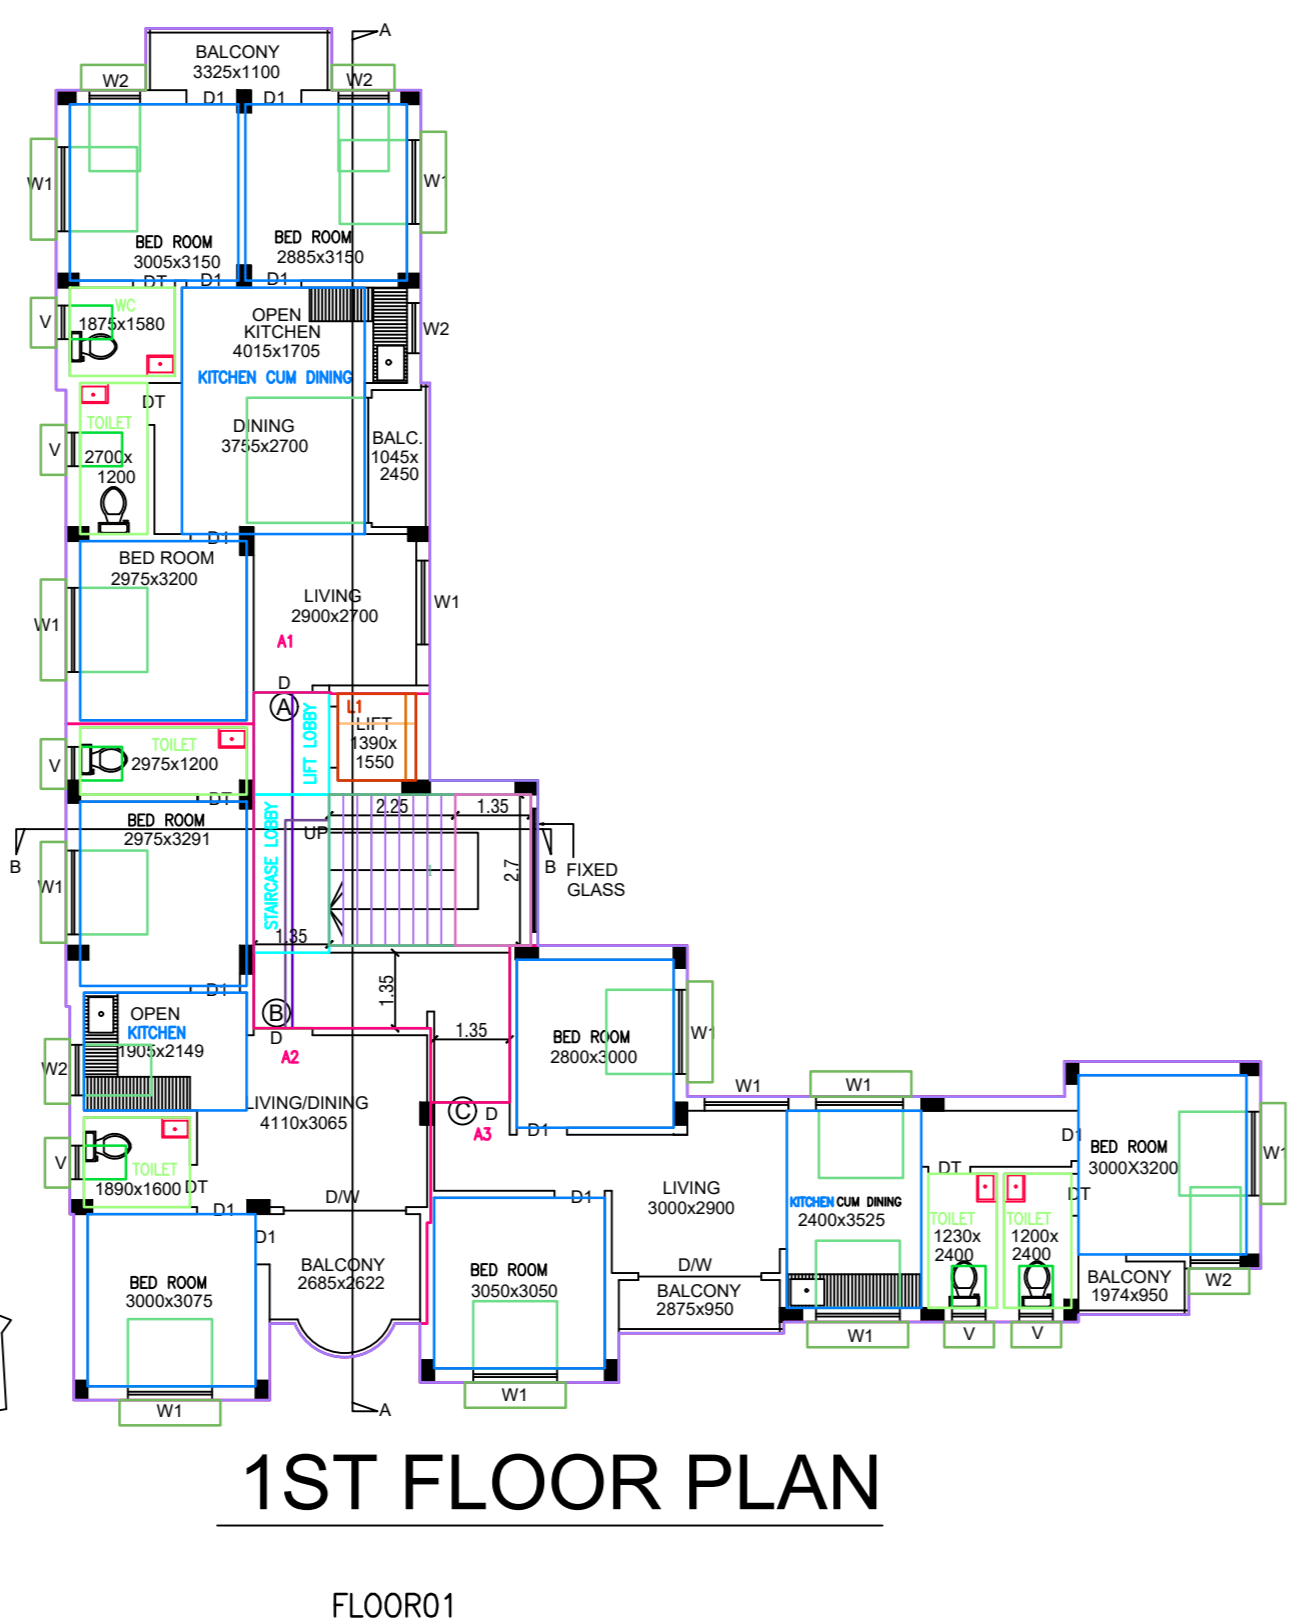 A
BALCONY
3325x1100
W2
W2
D1
D1
W1
W1
BED ROOM
3005x3150
BED ROOM
2885x3150
DT
D1
D1
WC
1875x1580
V
OPEN
KITCHEN
4015x1705
W2
KITCHEN CUM DINING
DT
TOILET
2700x
1200
V
DINING
3755x2700
BALC.
1045x
2450
D1
BED ROOM
2975x3200
W1
LIVING
2900x2700
W1
A1
D
A
LIFT LOBBY
L1
LIFT
1390x
1550
TOILET
2975x1200
V
DT
BED ROOM
2975x3291
STAIRCASE LOBBY
UP
2.25
1.35
2.7
B
B
FIXED
GLASS
W1
1.35
1.35
D1
OPEN
KITCHEN
1905x2149
W2
B
D
A2
1.35
BED ROOM
2800x3000
W1
LIVING/DINING
4110x3065
C
D
A3
D1
W1
W1
TOILET
1890x1600
V
DT
D1
D/W
D1
D1
LIVING
3000x2900
KITCHEN CUM DINING
2400x3525
DT
D1
BED ROOM
3000X3200
W1
DT
TOILET
1230x
2400
TOILET
1200x
2400
BED ROOM
3000x3075
BALCONY
2685x2622
BED ROOM
3050x3050
D/W
BALCONY
2875x950
BALCONY
1974x950
W2
W1
V
V
W1
W1
A
1ST FLOOR PLAN
FLOOR01